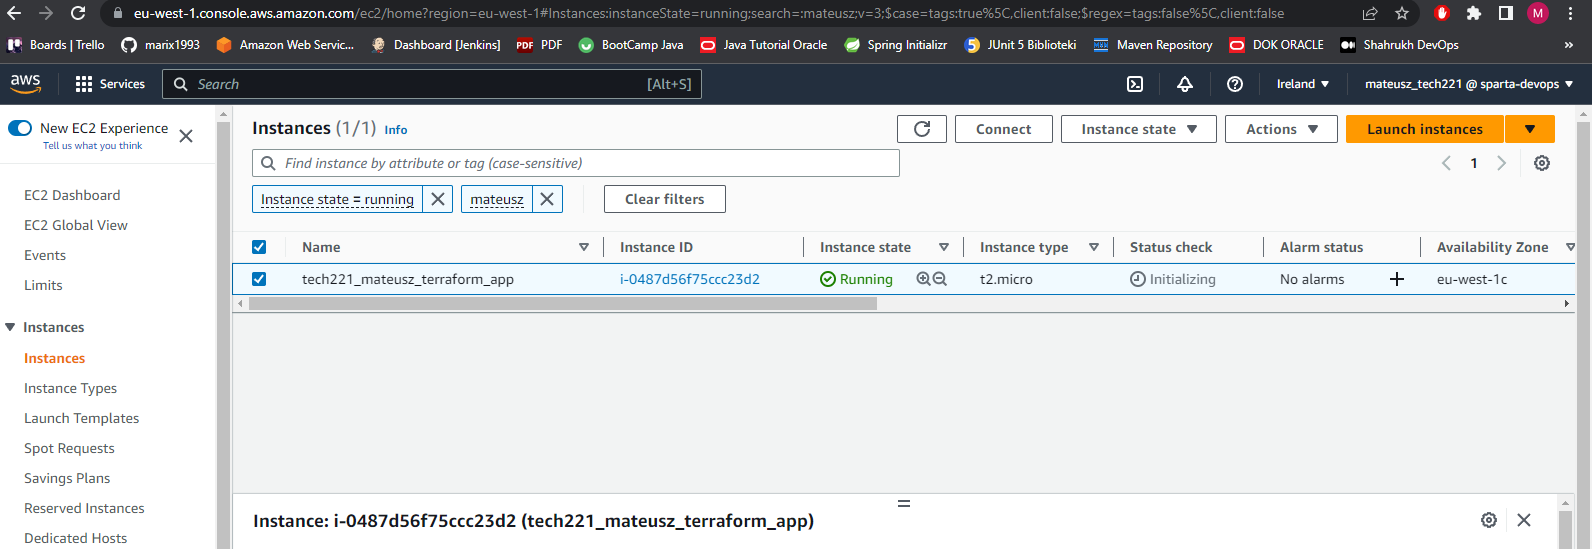 eu-west-1.console.aws.amazon.com/ec2/home?region=eu-west-1#Instances:instanceState=running;search=:mateusz;v=3;$case=tags:true%5C,client:false;$regex=tags:false%5C,client:false
M
Boards | Trello marix1993 Amazon Web Servic... Dashboard [Jenkins] PDF PDF BootCamp Java Java Tutorial Oracle Spring Initializr JUnit 5 Biblioteki Maven Repository DOK ORACLE Shahrukh DevOps »
aws Services Search [Alt+S] Ireland mateusz_tech221 @ sparta-devops
New EC2 Experience
Tell us what you think
EC2 Dashboard
EC2 Global View
Events
Limits
Instances
Instances
Instance Types
Launch Templates
Spot Requests
Savings Plans
Reserved Instances
Dedicated Hosts
Instances (1/1) Info Connect Instance state Actions Launch instances
Find instance by attribute or tag (case-sensitive) 1
Instance state = running mateusz Clear filters
Name Instance ID Instance state Instance type Status check Alarm status Availability Zone
tech221_mateusz_terraform_app i-0487d56f75ccc23d2 Running t2.micro Initializing No alarms eu-west-1c
Instance: i-0487d56f75ccc23d2 (tech221_mateusz_terraform_app)